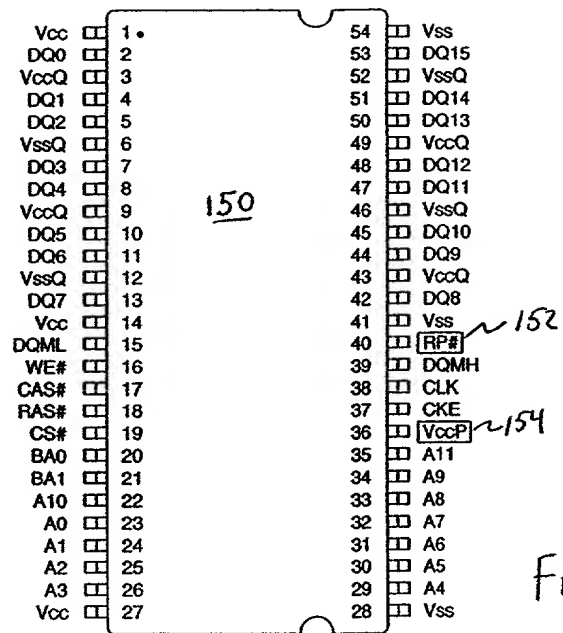 Vcc 1 54 Vss
DQ0 2 53 DQ15
VccQ 3 52 VssQ
DQ1 4 51 DQ14
DQ2 5 50 DQ13
VssQ 6 49 VccQ
DQ3 7 48 DQ12
DQ4 8 47 DQ11
VccQ 9 150 46 VssQ
DQ5 10 45 DQ10
DQ6 11 44 DQ9
VssQ 12 43 VccQ
DQ7 13 42 DQ8
Vcc 14 41 Vss
DQML 15 40 RP# 152
WE# 16 39 DQMH
CAS# 17 38 CLK
RAS# 18 37 CKE
CS# 19 36 VccP 154
BA0 20 35 A11
BA1 21 34 A9
A10 22 33 A8
A0 23 32 A7
A1 24 31 A6
A2 25 30 A5
A3 26 29 A4
Vcc 27 28 Vss